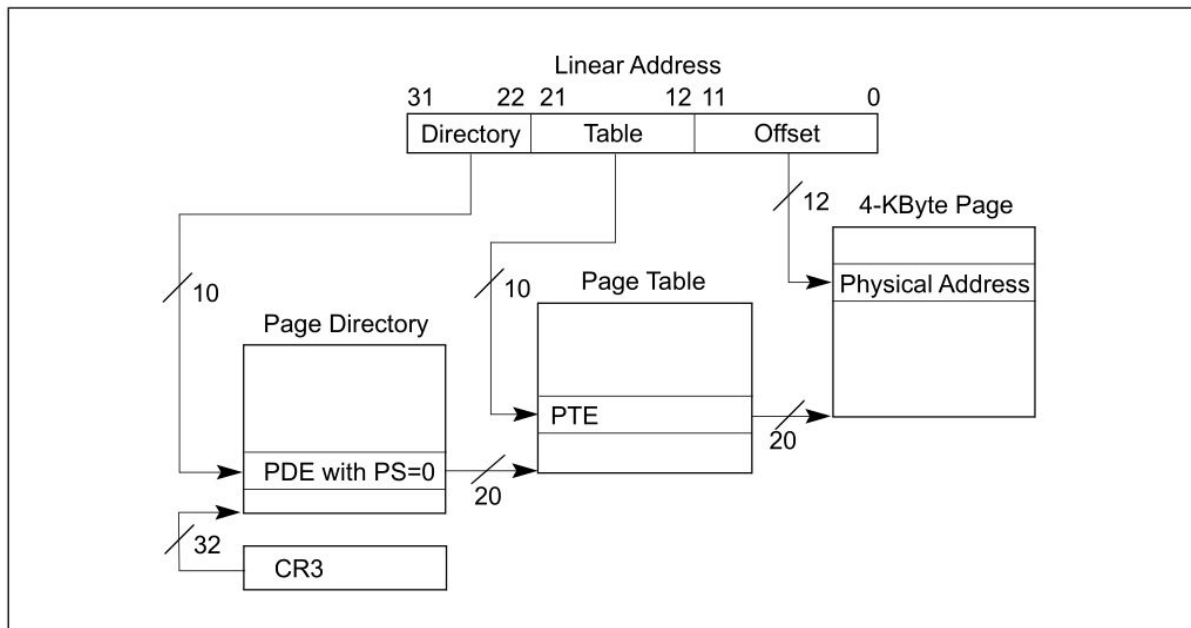 Linear Address
31 22 21 12 11 0
Directory Table Offset
12
4-KByte Page
10
10
Page Table
Physical Address
Page Directory
PTE
20
PDE with PS=0
20
32
CR3